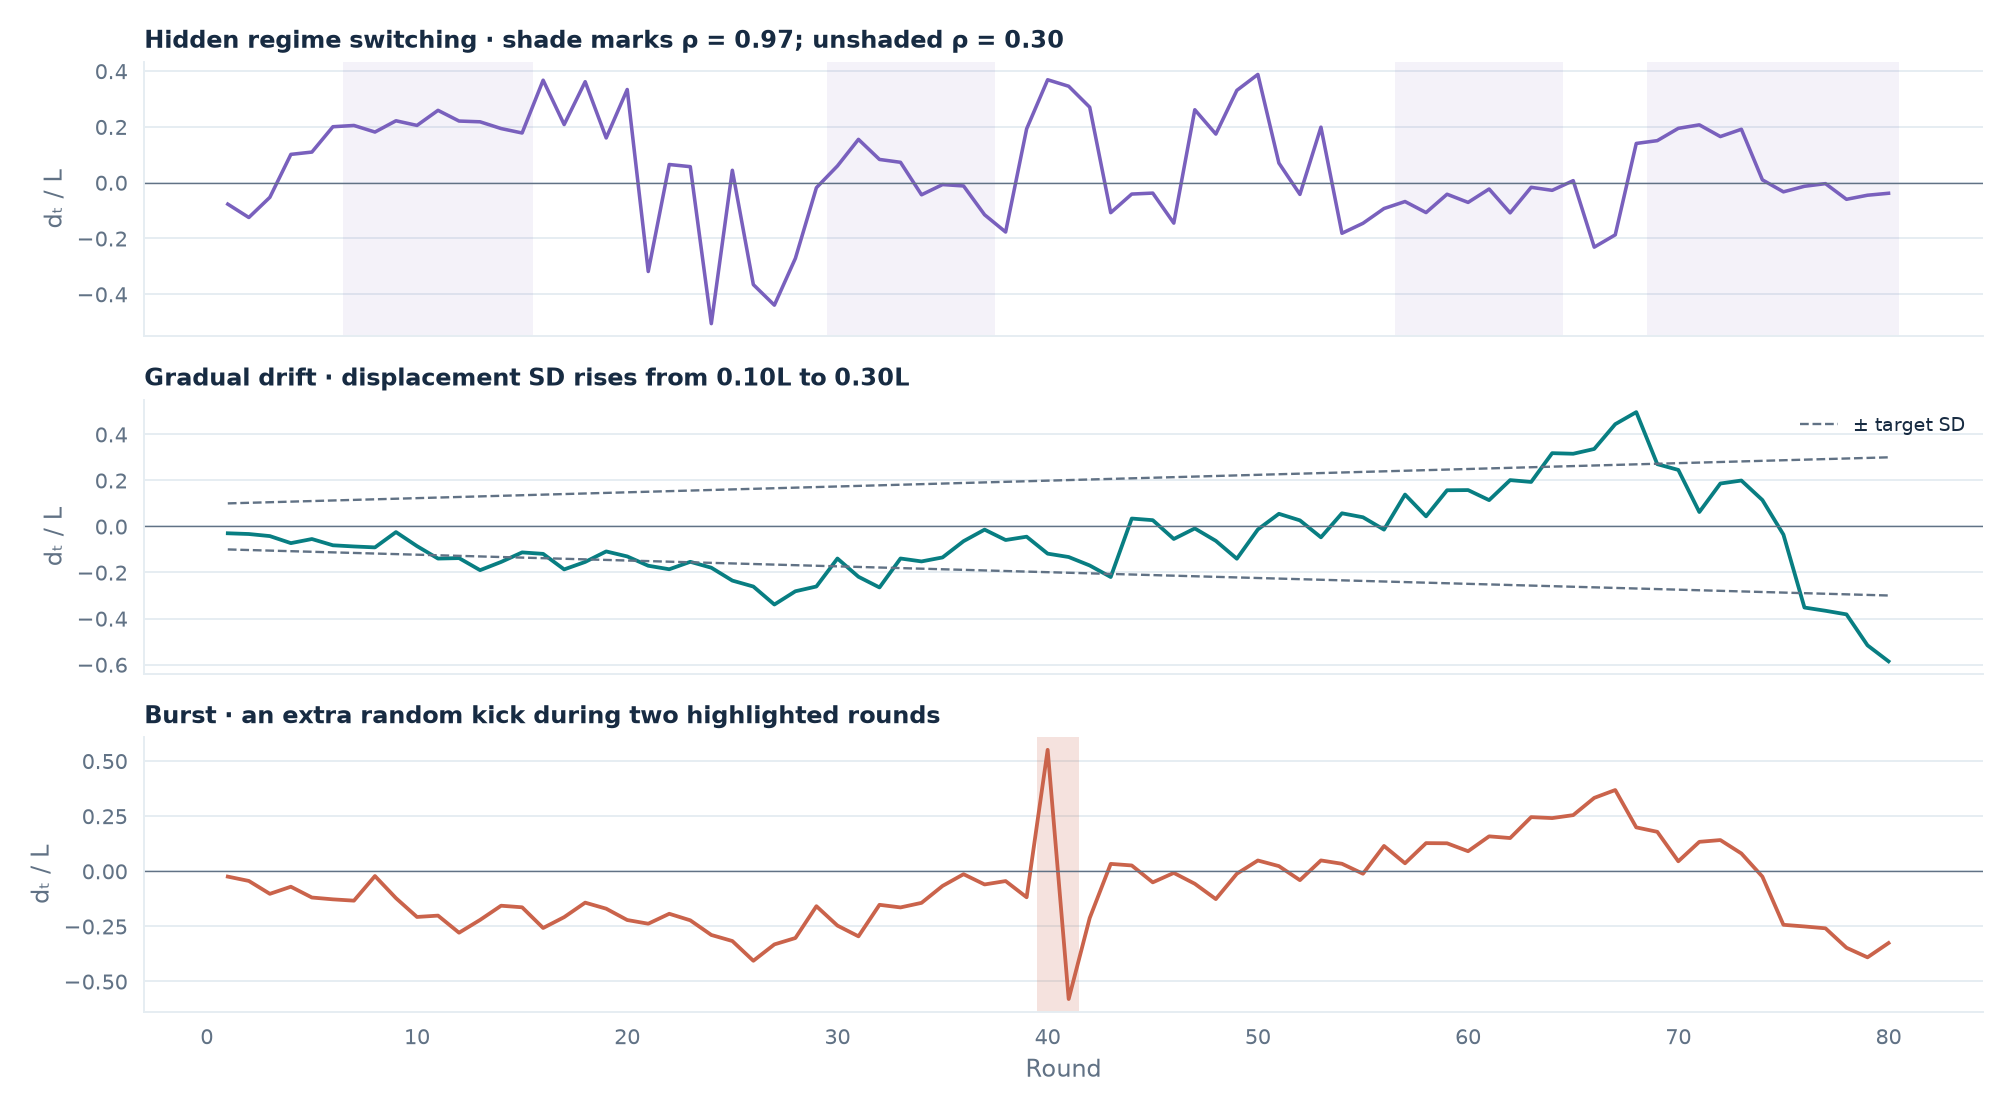 Hidden regime switching · shade marks ρ = 0.97; unshaded ρ = 0.30
0.4
0.2
0.0
−0.2
−0.4
dₜ / L
Gradual drift · displacement SD rises from 0.10L to 0.30L
± target SD
0.4
0.2
0.0
−0.2
−0.4
−0.6
dₜ / L
Burst · an extra random kick during two highlighted rounds
0.50
0.25
0.00
−0.25
−0.50
dₜ / L
0 10 20 30 40 50 60 70 80
Round